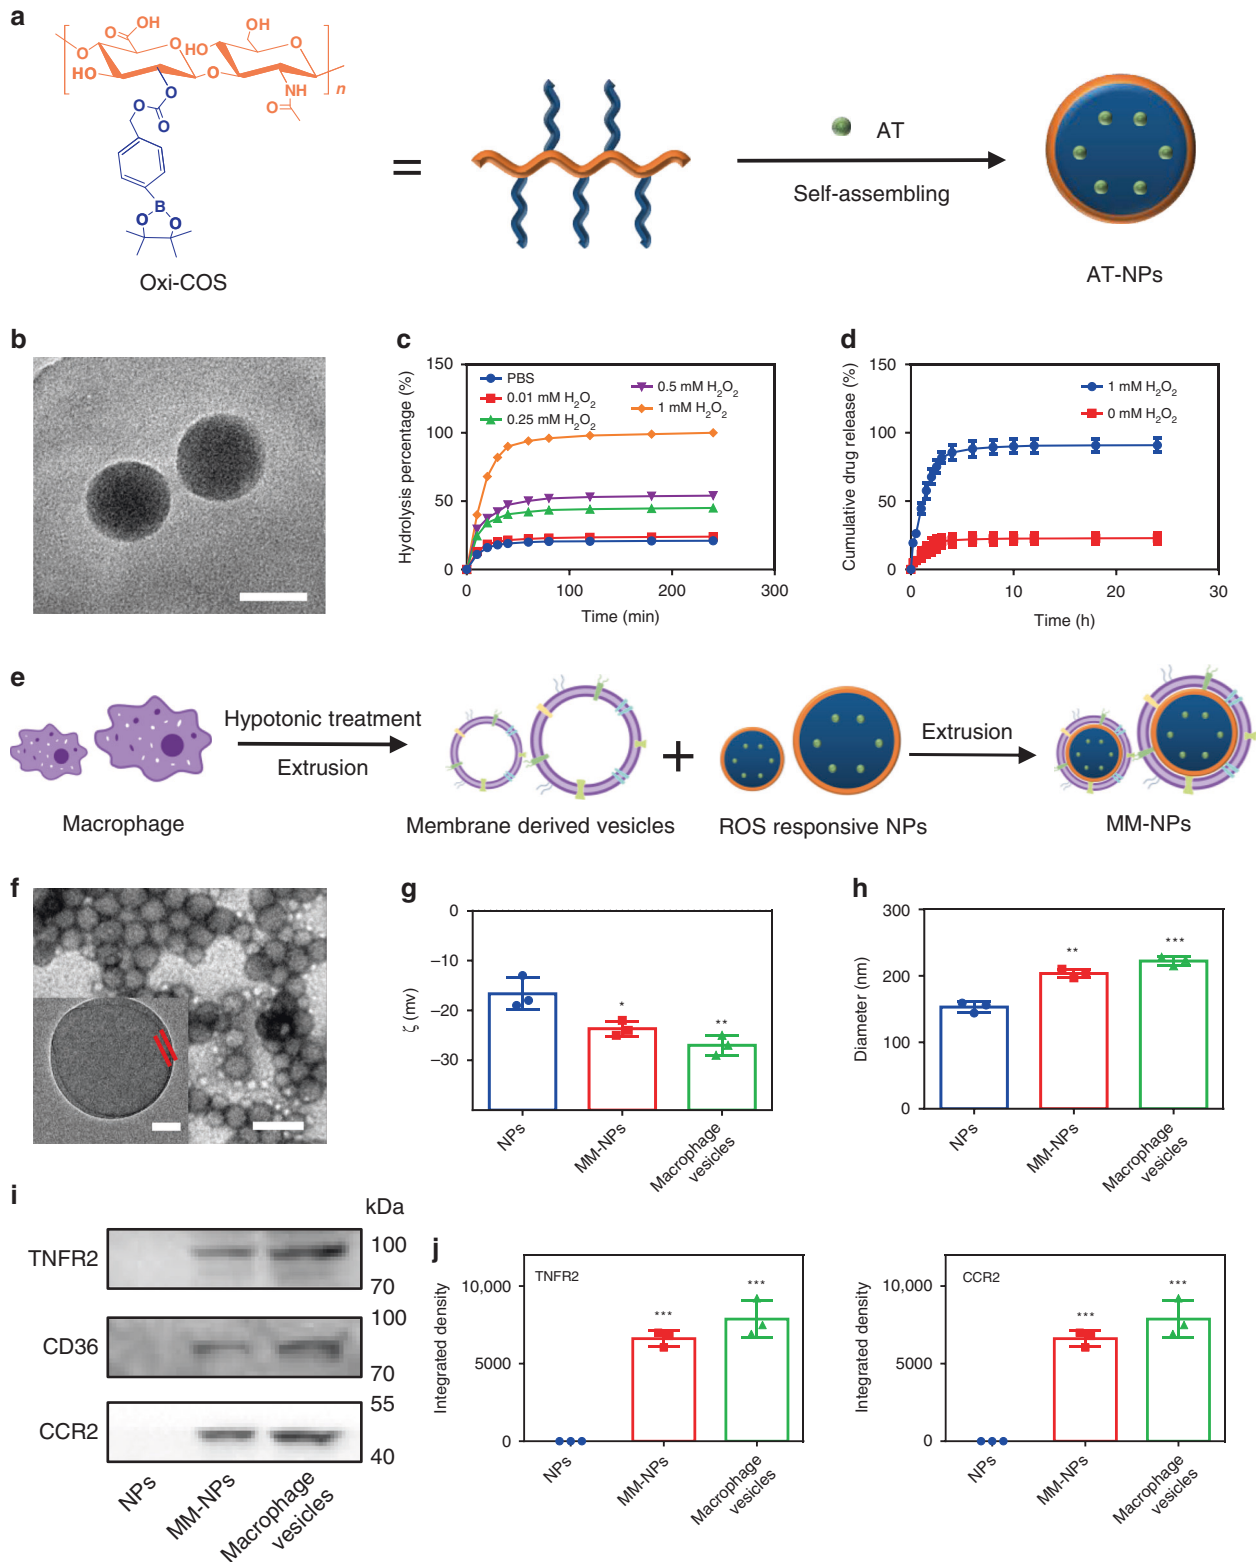 a
OH
O
O
HO
O
OH
HO
O
O
NH
O
n
O
O
O
B
O
O
Oxi-COS
=
AT
Self-assembling
AT-NPs
b
c
150
100
50
0
Hydrolysis percentage (%)
PBS
0.01 mM H₂O₂
0.25 mM H₂O₂
0.5 mM H₂O₂
1 mM H₂O₂
0 100 200 300
Time (min)
d
150
100
50
0
Cumulative drug release (%)
1 mM H₂O₂
0 mM H₂O₂
0 10 20 30
Time (h)
e
Hypotonic treatment
Extrusion
+
Extrusion
Macrophage
Membrane derived vesicles
ROS responsive NPs
MM-NPs
f
g
0
−10
−20
−30
ζ (mv)
*
**
NPs
MM-NPs
Macrophage
vesicles
h
300
200
100
0
Diameter (nm)
**
***
NPs
MM-NPs
Macrophage
vesicles
i
kDa
TNFR2
100
70
CD36
100
70
CCR2
55
40
NPs
MM-NPs
Macrophage
vesicles
j
TNFR2
10,000
5000
0
Integrated density
***
***
NPs
MM-NPs
Macrophage
vesicles
CCR2
10,000
5000
0
Integrated density
***
***
NPs
MM-NPs
Macrophage
vesicles